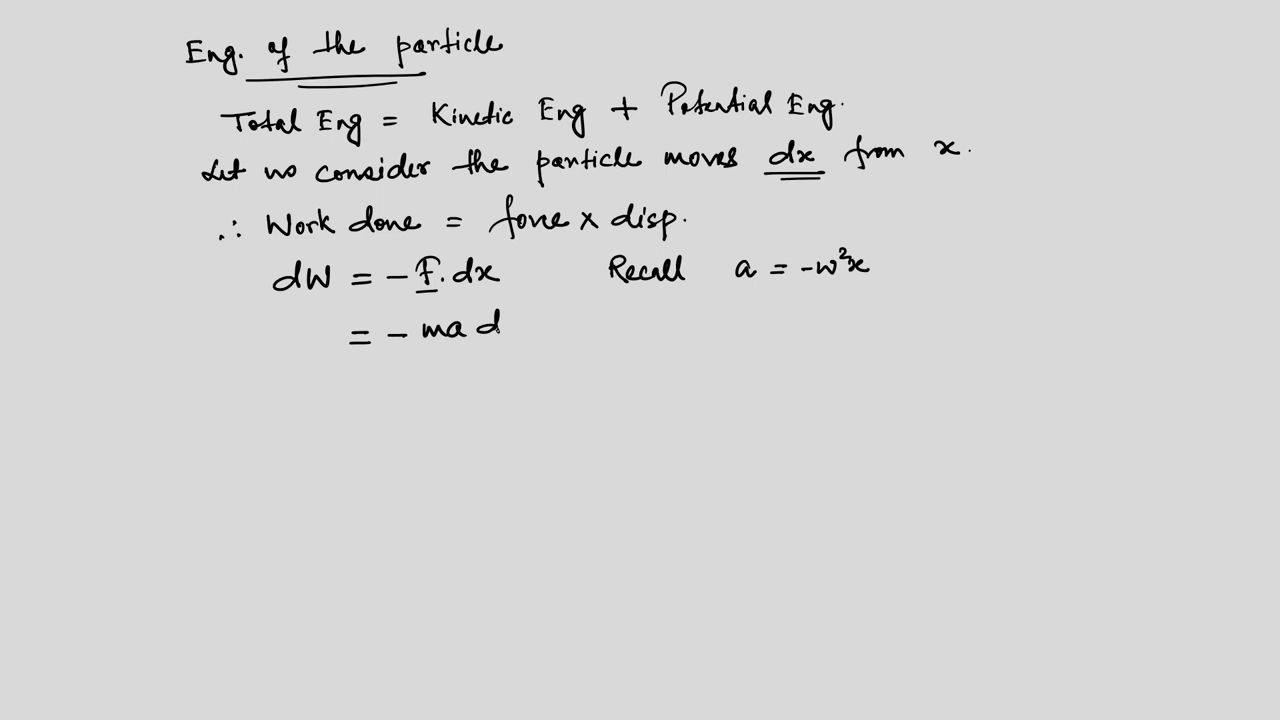 Eng. of the particle
Total Eng = Kinetic Eng + Potential Eng.
Let us consider the particle moves dx from x.
∴ Work done = force x disp.
dW = - F. dx Recall a = -ω²x
= - ma d